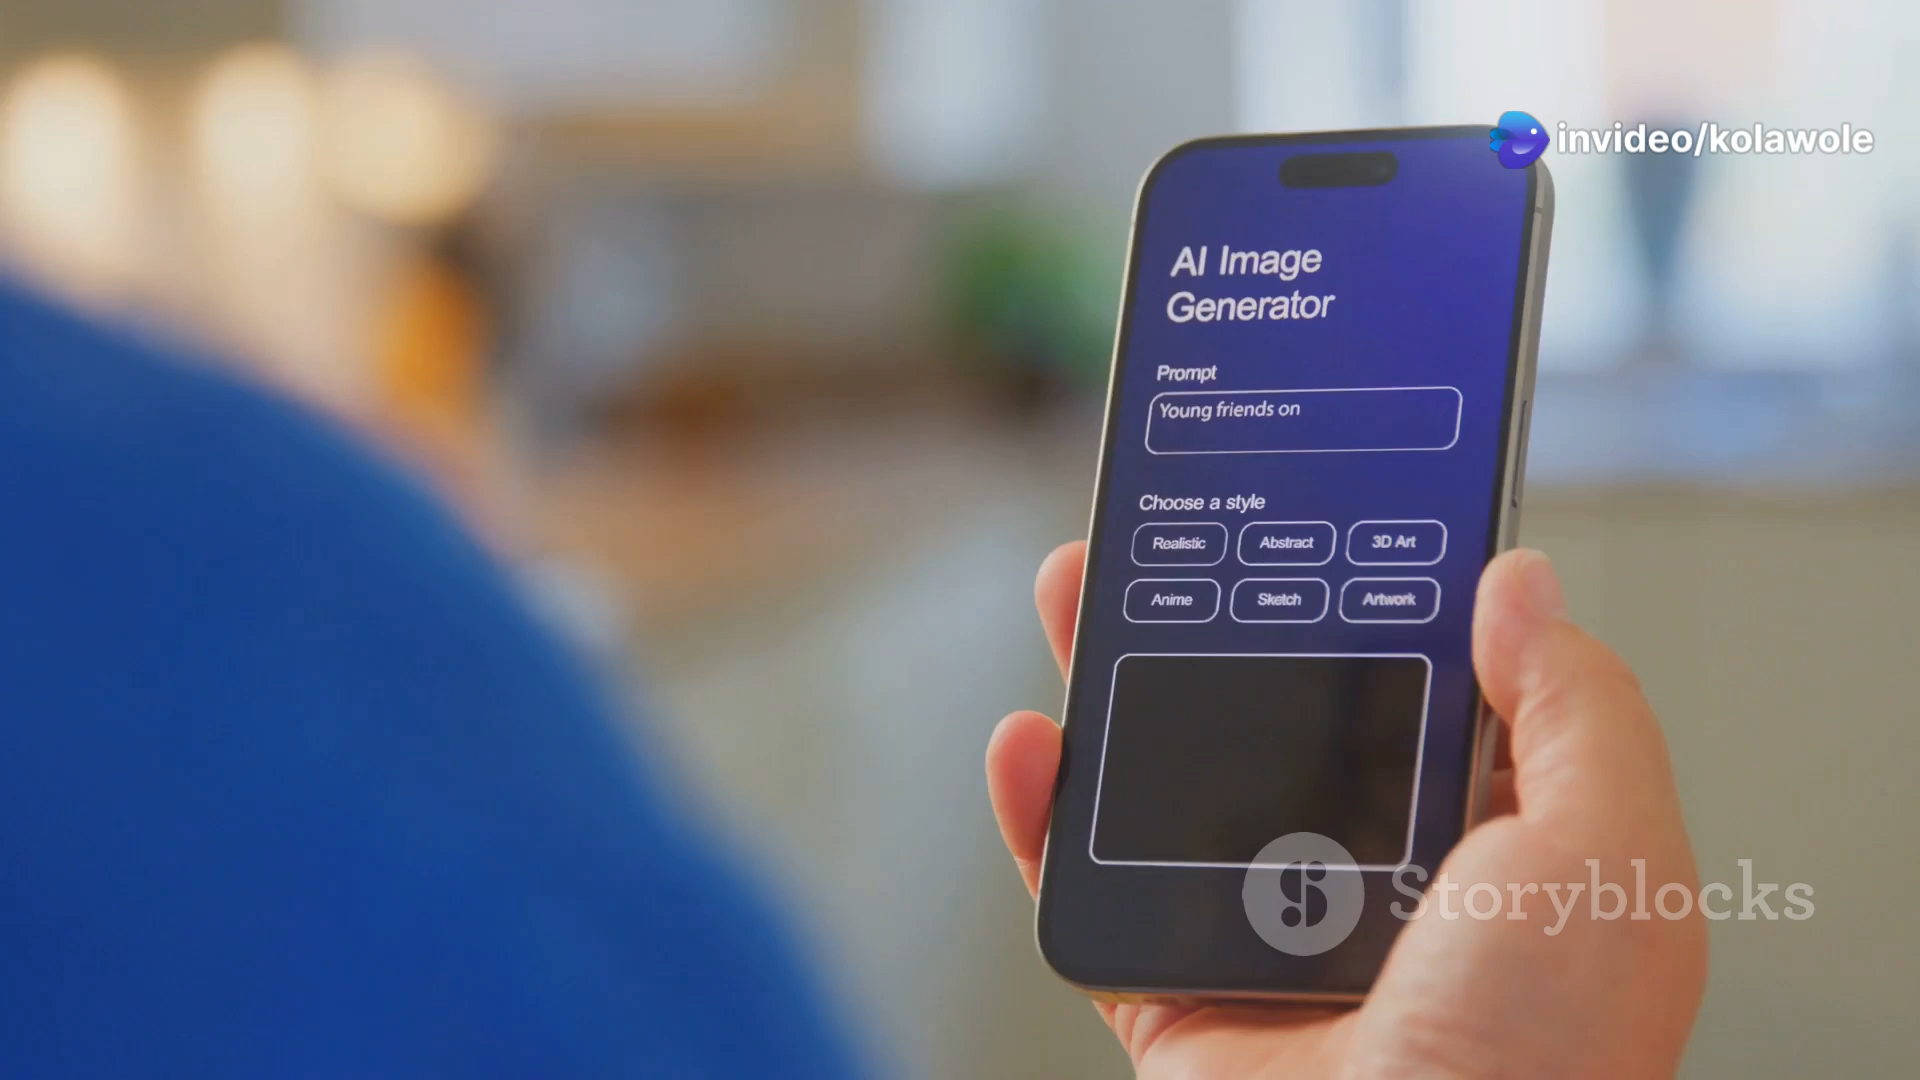 invideo/kolawole
AI Image
Generator
Prompt
Young friends on
Choose a style
Realistic
Abstract
3D Art
Anime
Sketch
Artwork
Storyblocks